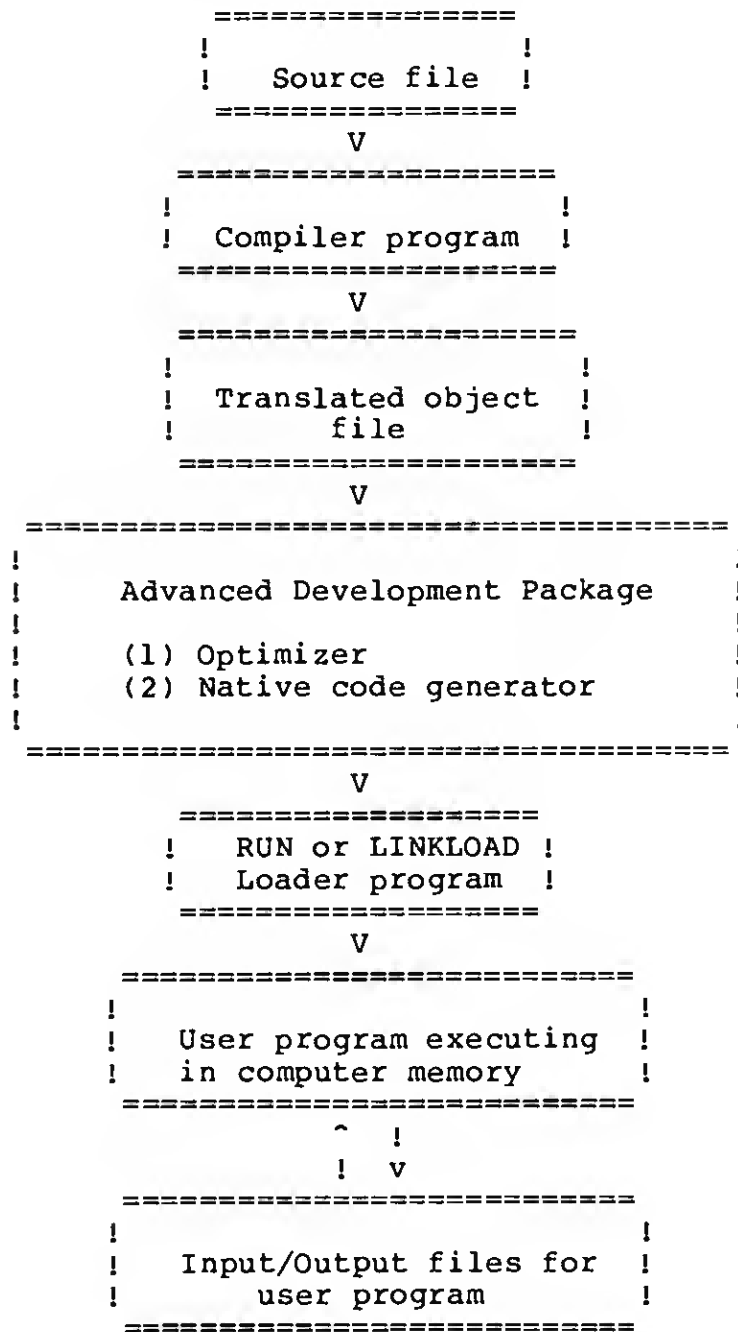 Source file
V
Compiler program
V
Translated object
file
V
Advanced Development Package
(1) Optimizer
(2) Native code generator
V
RUN or LINKLOAD
Loader program
V
User program executing
in computer memory
^ !
! v
Input/Output files for
user program